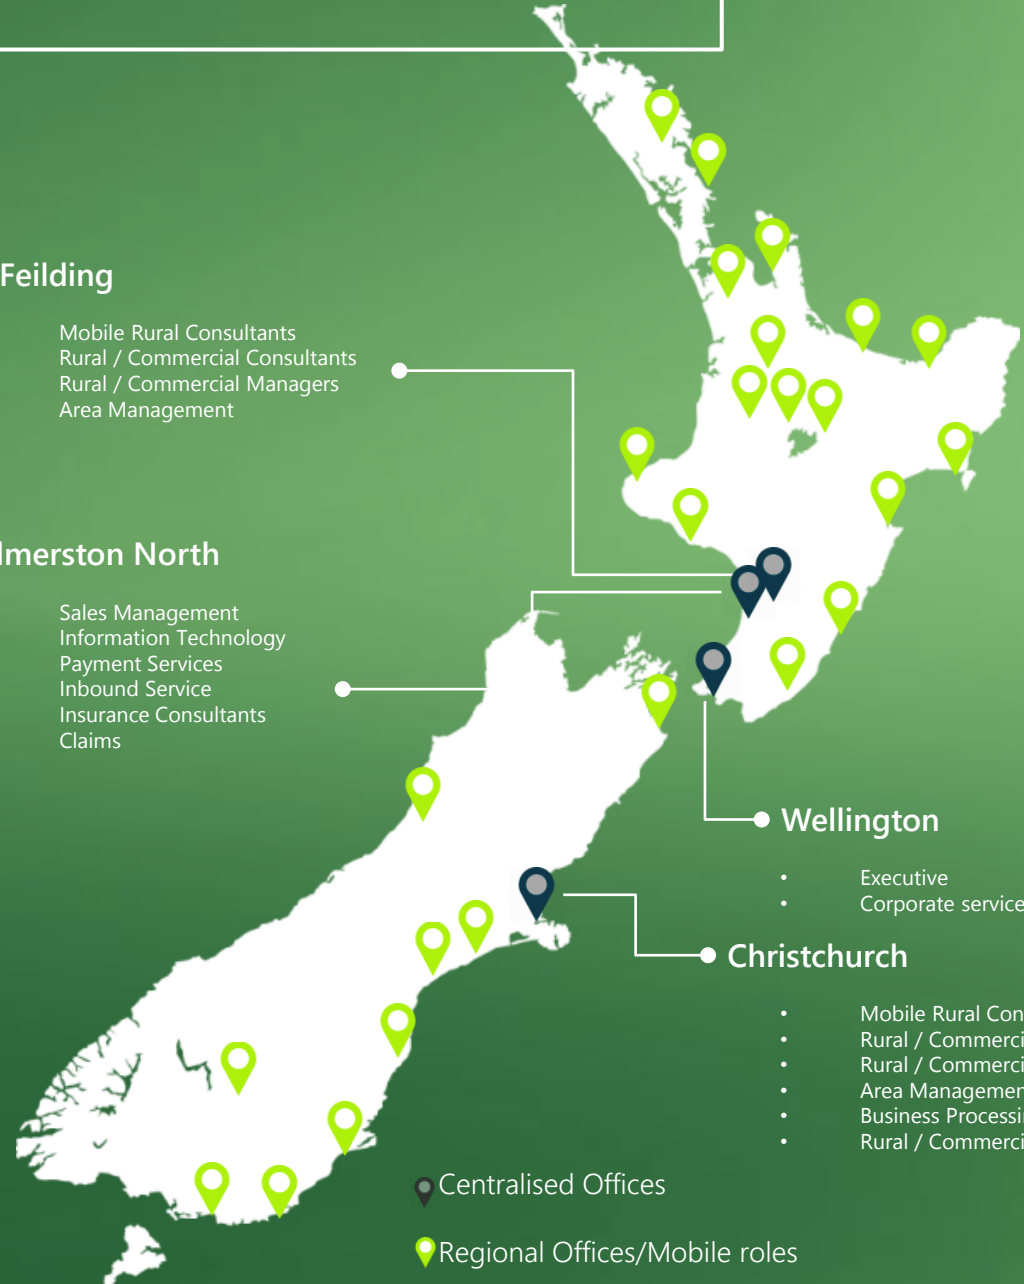 Feilding
Mobile Rural Consultants
Rural / Commercial Consultants
Rural / Commercial Managers
Area Management
lmerston North
Sales Management
Information Technology
Payment Services
Inbound Service
Insurance Consultants
Claims
Wellington
• Executive
• Corporate service
Christchurch
• Mobile Rural Con
• Rural / Commerci
• Rural / Commerci
• Area Managemen
• Business Processi
• Rural / Commerci
Centralised Offices
Regional Offices/Mobile roles